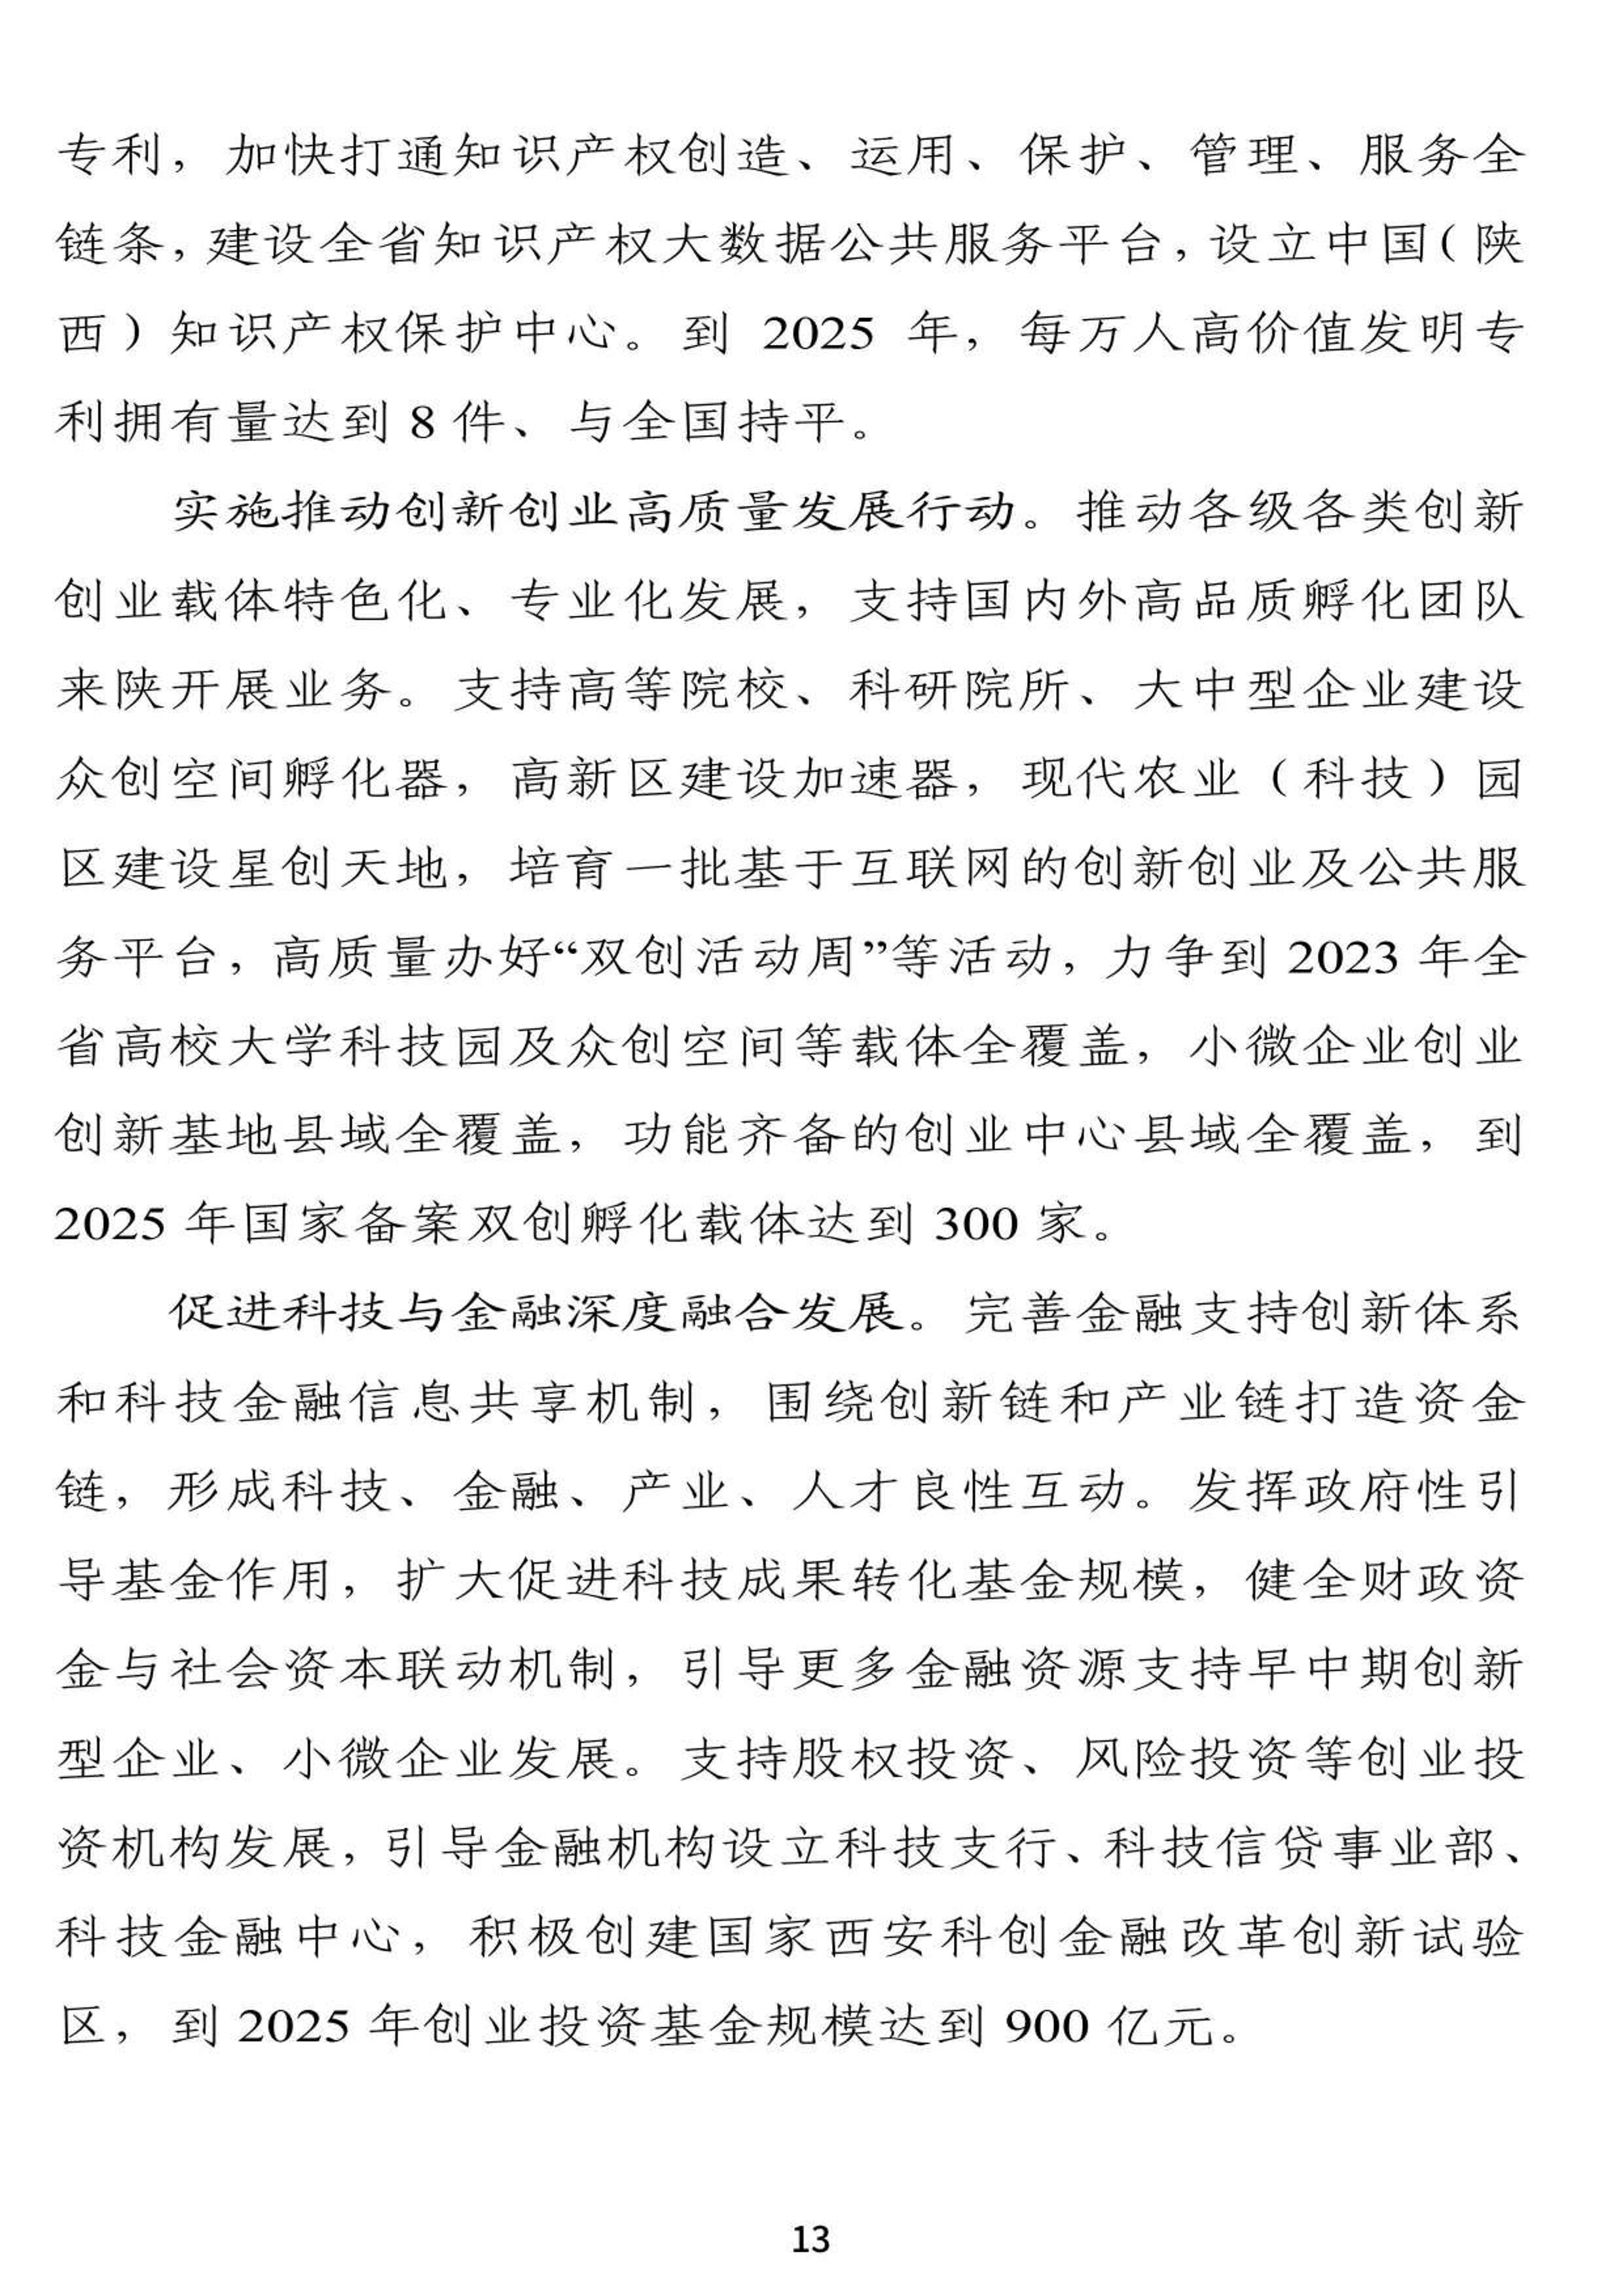 专利，加快打通知识产权创造、运用、保护、管理、服务全
链条，建设全省知识产权大数据公共服务平台，设立中国（陕
西）知识产权保护中心。到 2025 年，每万人高价值发明专
利拥有量达到 8 件、与全国持平。
实施推动创新创业高质量发展行动。推动各级各类创新
创业载体特色化、专业化发展，支持国内外高品质孵化团队
来陕开展业务。支持高等院校、科研院所、大中型企业建设
众创空间孵化器，高新区建设加速器，现代农业（科技）园
区建设星创天地，培育一批基于互联网的创新创业及公共服
务平台，高质量办好“双创活动周”等活动，力争到 2023 年全
省高校大学科技园及众创空间等载体全覆盖，小微企业创业
创新基地县域全覆盖，功能齐备的创业中心县域全覆盖，到
2025 年国家备案双创孵化载体达到 300 家。
促进科技与金融深度融合发展。完善金融支持创新体系
和科技金融信息共享机制，围绕创新链和产业链打造资金
链，形成科技、金融、产业、人才良性互动。发挥政府性引
导基金作用，扩大促进科技成果转化基金规模，健全财政资
金与社会资本联动机制，引导更多金融资源支持早中期创新
型企业、小微企业发展。支持股权投资、风险投资等创业投
资机构发展，引导金融机构设立科技支行、科技信贷事业部、
科技金融中心，积极创建国家西安科创金融改革创新试验
区，到 2025 年创业投资基金规模达到 900 亿元。
13